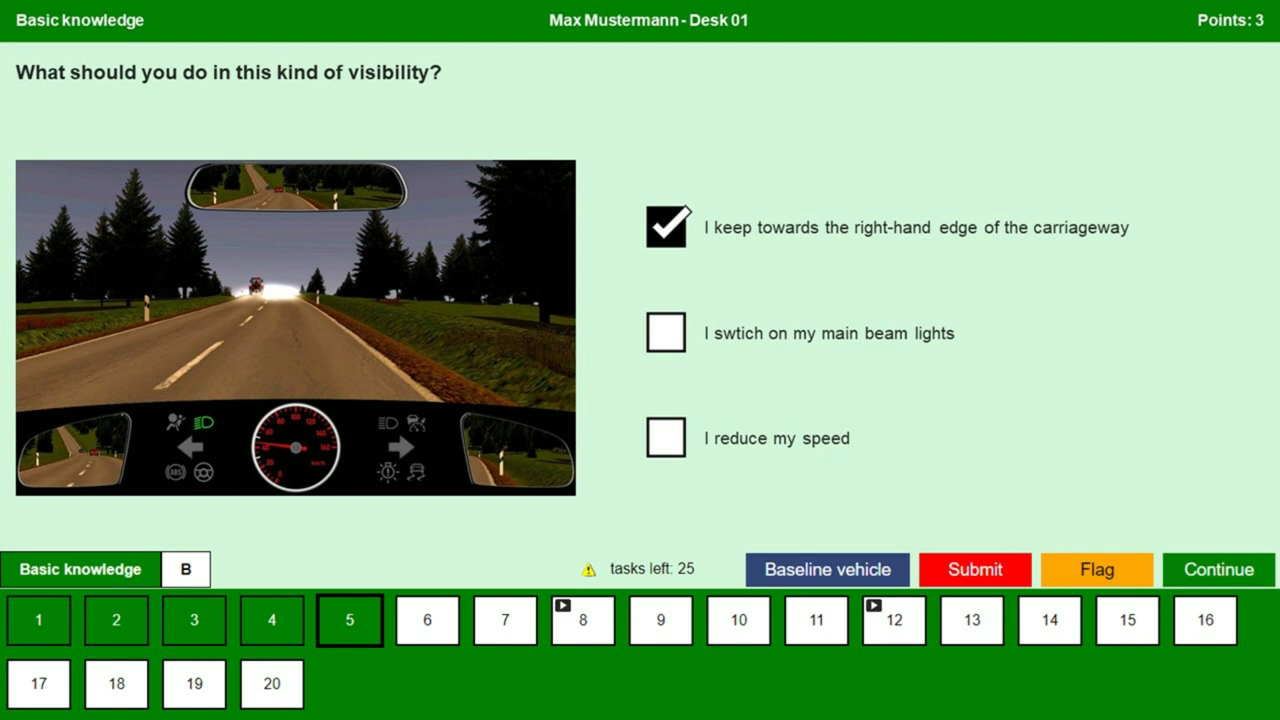 Basic knowledge
Max Mustermann - Desk 01
Points: 3
What should you do in this kind of visibility?
I keep towards the right-hand edge of the carriageway
I swtich on my main beam lights
I reduce my speed
Basic knowledge
B
tasks left: 25
Baseline vehicle
Submit
Flag
Continue
1 2 3 4 5 6 7 8 9 10 11 12 13 14 15 16
17 18 19 20